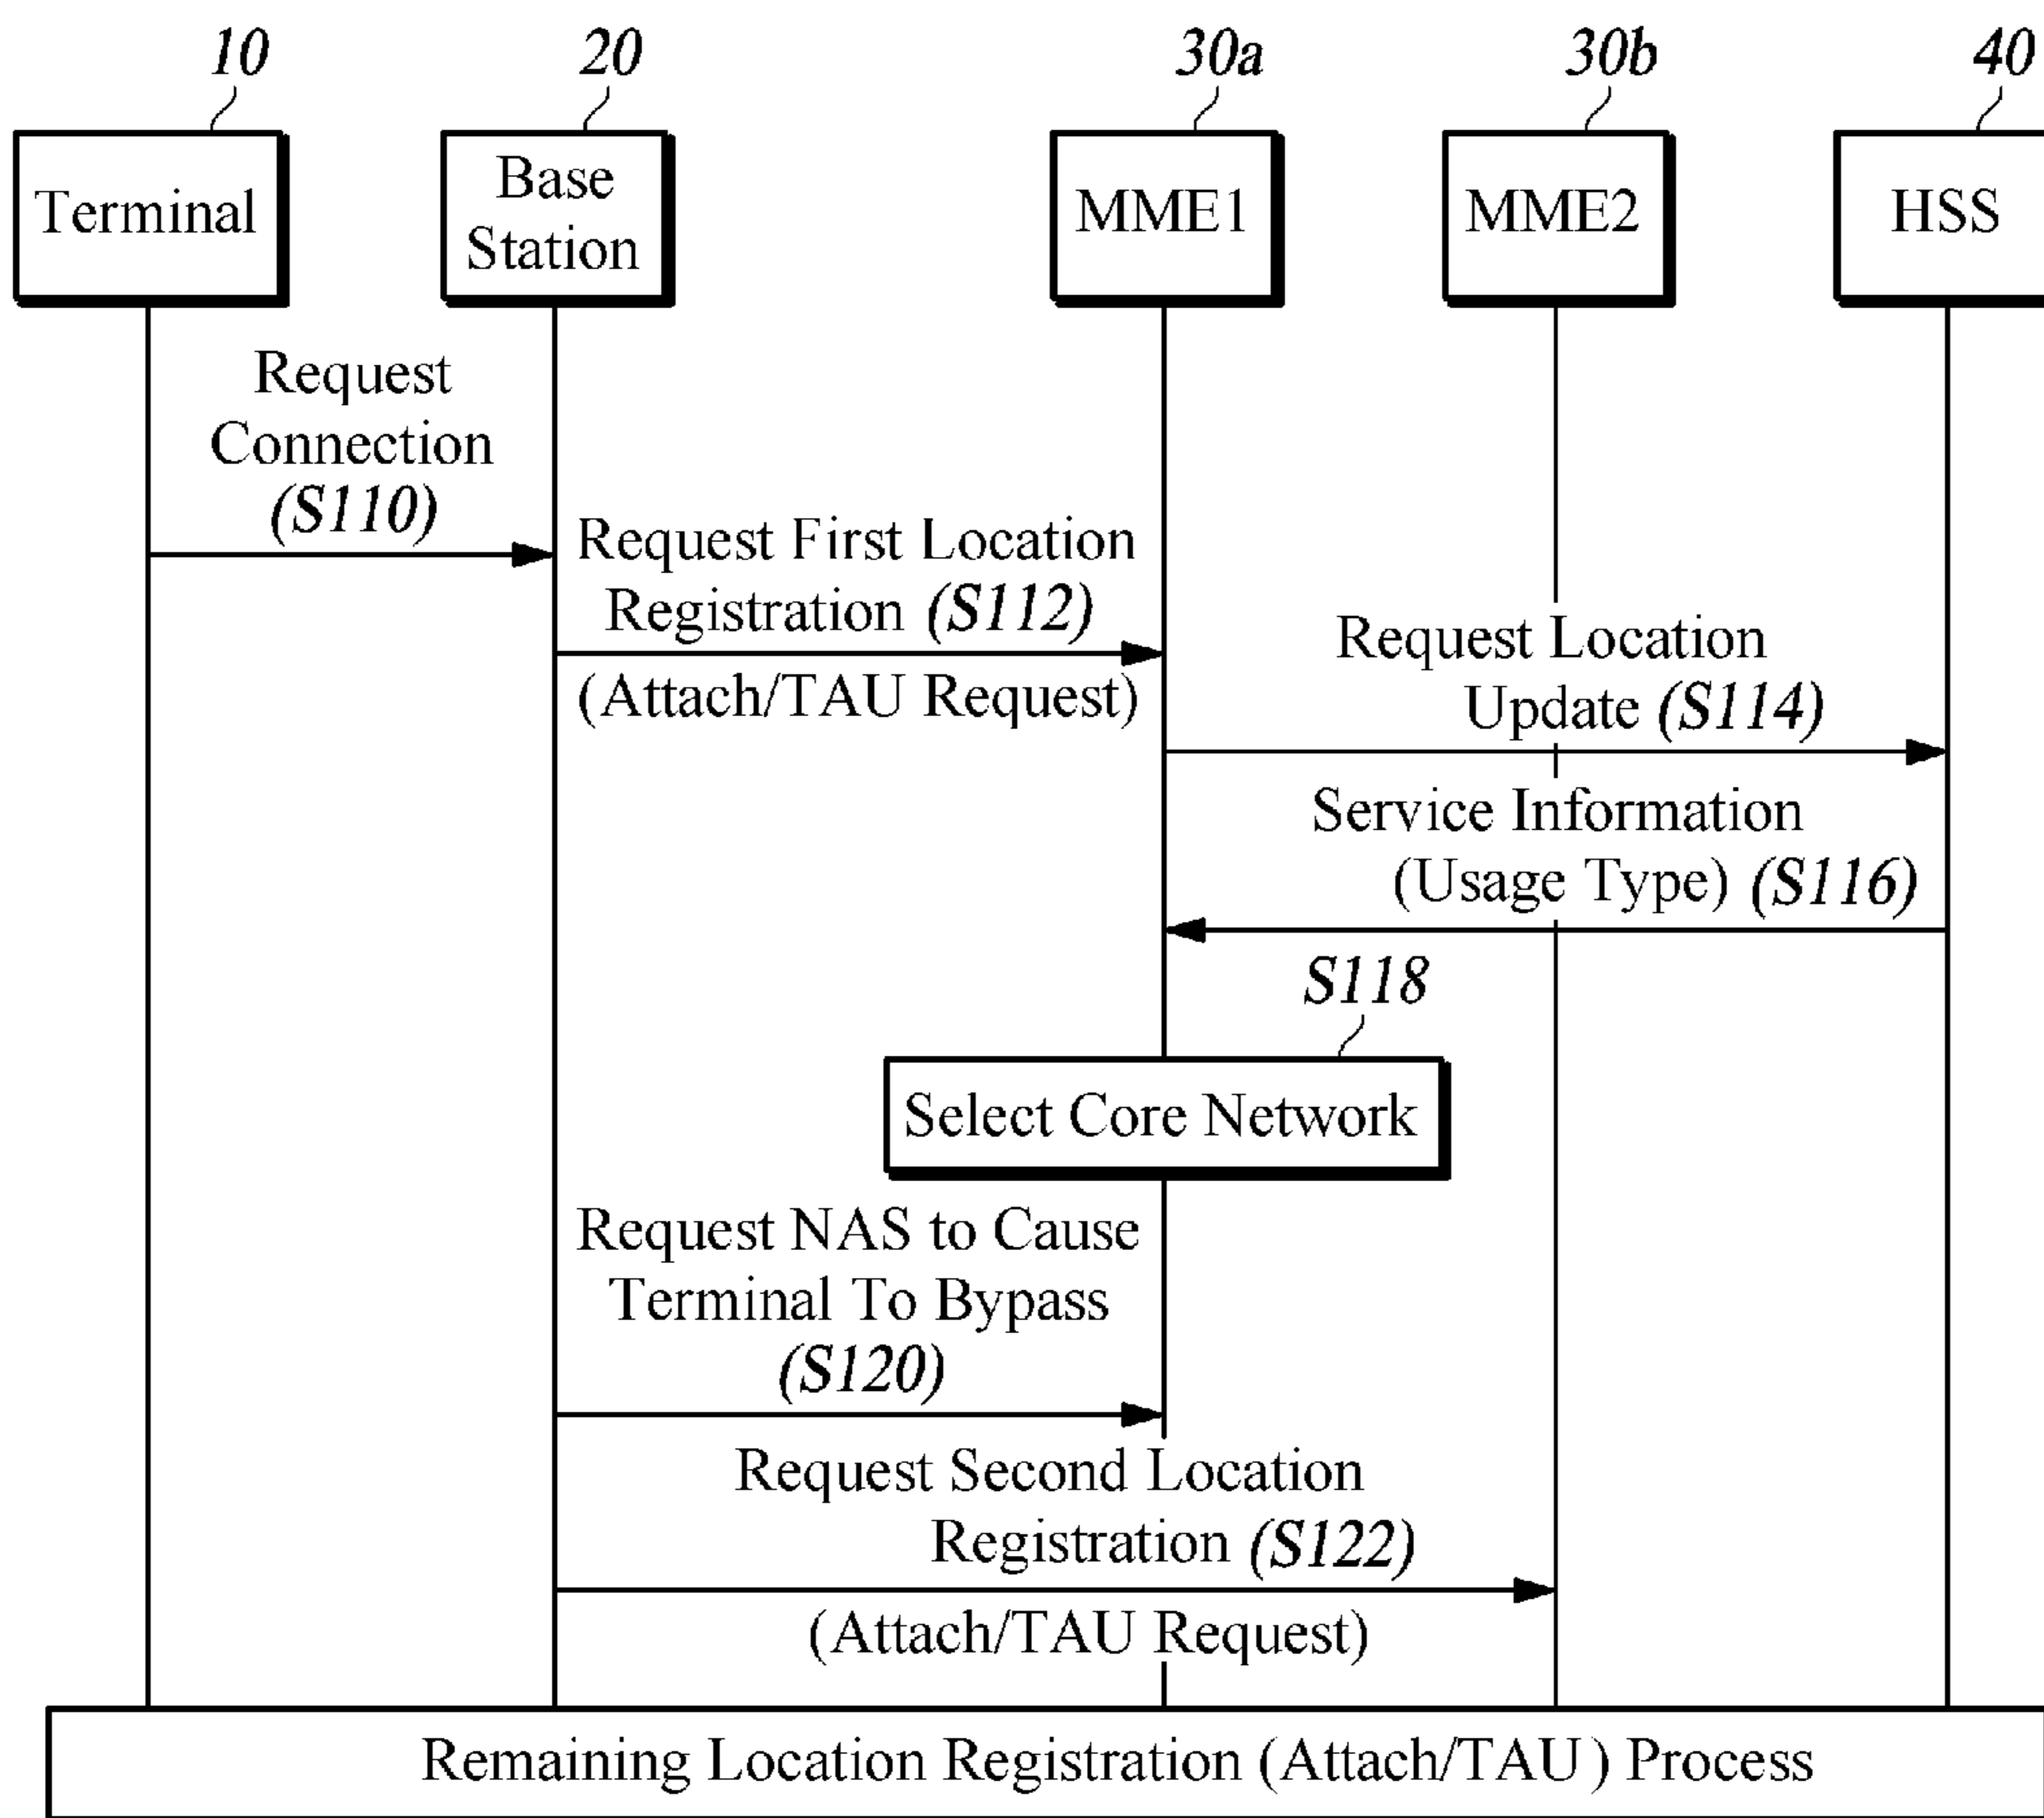 10
20
30a
30b
40
Terminal
Base
Station
MME1
MME2
HSS
Request
Connection
(S110)
Request First Location
Registration (S112)
(Attach/TAU Request)
Request Location
Update (S114)
Service Information
(Usage Type) (S116)
S118
Select Core Network
Request NAS to Cause
Terminal To Bypass
(S120)
Request Second Location
Registration (S122)
(Attach/TAU Request)
Remaining Location Registration (Attach/TAU) Process